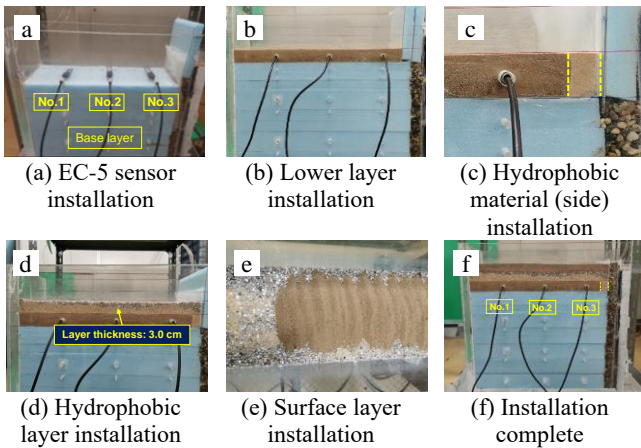 a
b
c
No.1
No.2
No.3
Base layer
(a) EC-5 sensor
installation
(b) Lower layer
installation
(c) Hydrophobic
material (side)
installation
d
e
f
Layer thickness: 3.0 cm
No.1
No.2
No.3
(d) Hydrophobic
layer installation
(e) Surface layer
installation
(f) Installation
complete